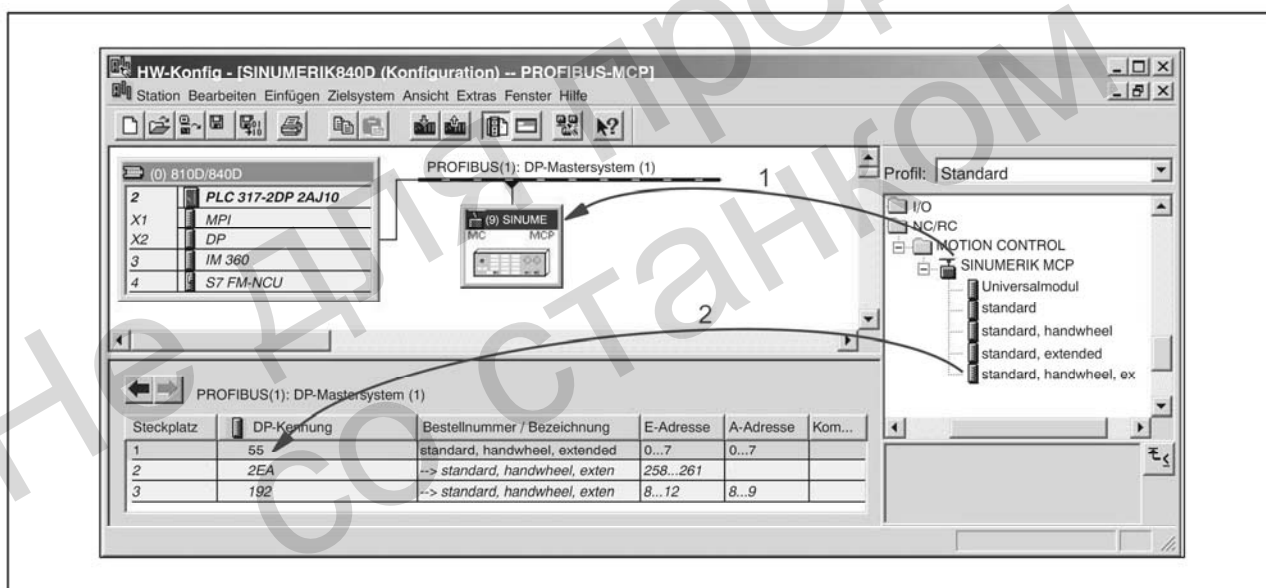 HW-Konfig - [SINUMERIK840D (Konfiguration) -- PROFIBUS-MCP]
Station Bearbeiten Einfügen Zielsystem Ansicht Extras Fenster Hilfe
(0) 810D/840D
2 PLC 317-2DP 2AJ10
X1 MPI
X2 DP
3 IM 360
4 S7 FM-NCU
PROFIBUS(1): DP-Mastersystem (1)
1
(9) SINUME
MC MCP
2
Profil: Standard
I/O
NC/RC
MOTION CONTROL
SINUMERIK MCP
Universalmodul
standard
standard, handwheel
standard, extended
standard, handwheel, ex
PROFIBUS(1): DP-Mastersystem (1)
Steckplatz DP-Kennung Bestellnummer / Bezeichnung E-Adresse A-Adresse Kom...
1 55 standard, handwheel, extended 0...7 0...7
2 2EA --> standard, handwheel, exten 258...261
3 192 --> standard, handwheel, exten 8...12 8...9
Не для продажи
со станком